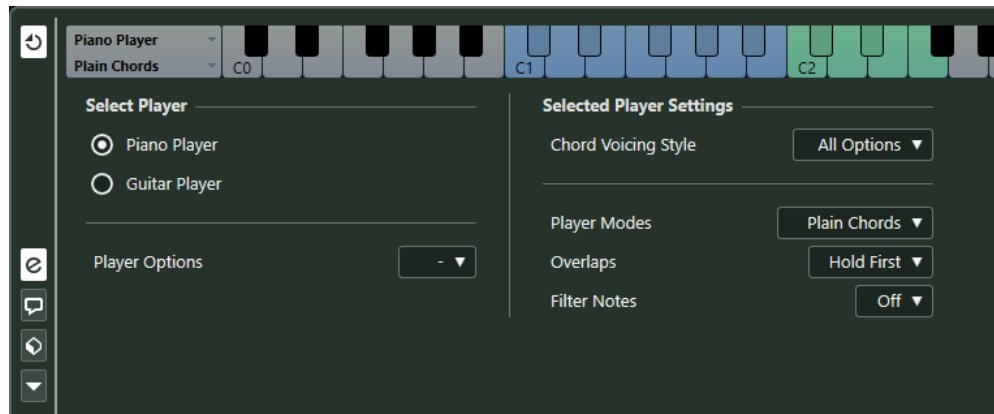 Piano Player
Plain Chords
C0
C1
C2
Select Player
Piano Player
Guitar Player
Player Options
- 
Selected Player Settings
Chord Voicing Style
All Options
Player Modes
Plain Chords
Overlaps
Hold First
Filter Notes
Off